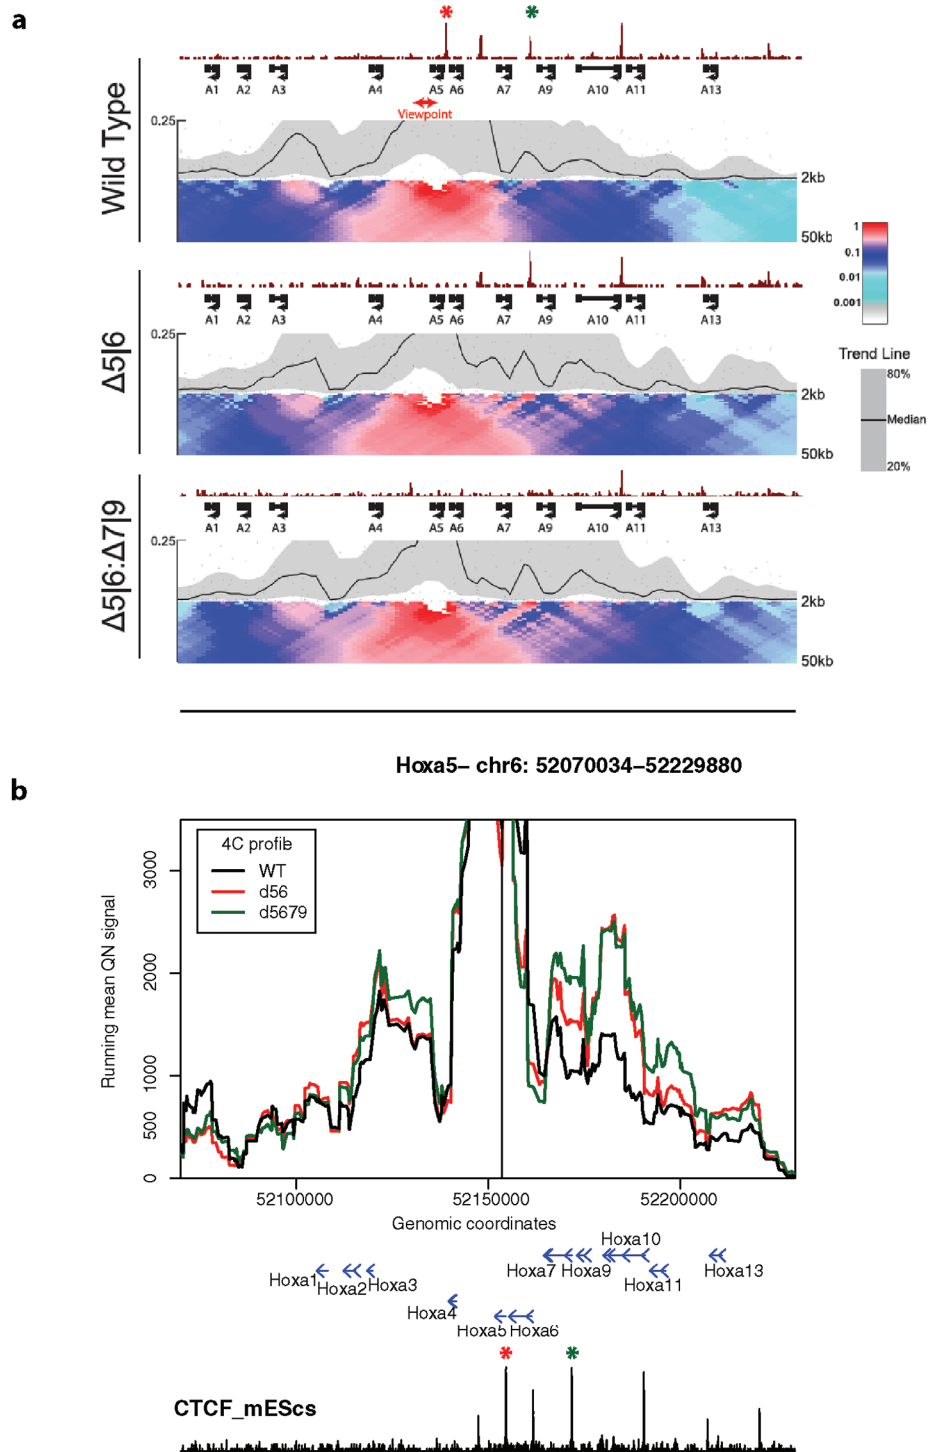 a
* *
Wild Type
A1 A2 A3 A4 A5 A6 A7 A9 A10 A11 A13
Viewpoint
0.25
2kb
50kb
1
0.1
0.01
0.001
Δ5|6
A1 A2 A3 A4 A5 A6 A7 A9 A10 A11 A13
0.25
2kb
50kb
Trend Line
80%
Median
20%
Δ5|6:Δ7|9
A1 A2 A3 A4 A5 A6 A7 A9 A10 A11 A13
0.25
2kb
50kb
Hoxa5– chr6: 52070034–52229880
b
4C profile
WT
d56
d5679
Running mean QN signal
3000
2000
1000
500
0
52100000 52150000 52200000
Genomic coordinates
Hoxa10
Hoxa7 Hoxa9 Hoxa13
Hoxa1 Hoxa2 Hoxa3 Hoxa11
Hoxa4
Hoxa5 Hoxa6
* *
CTCF_mEScs